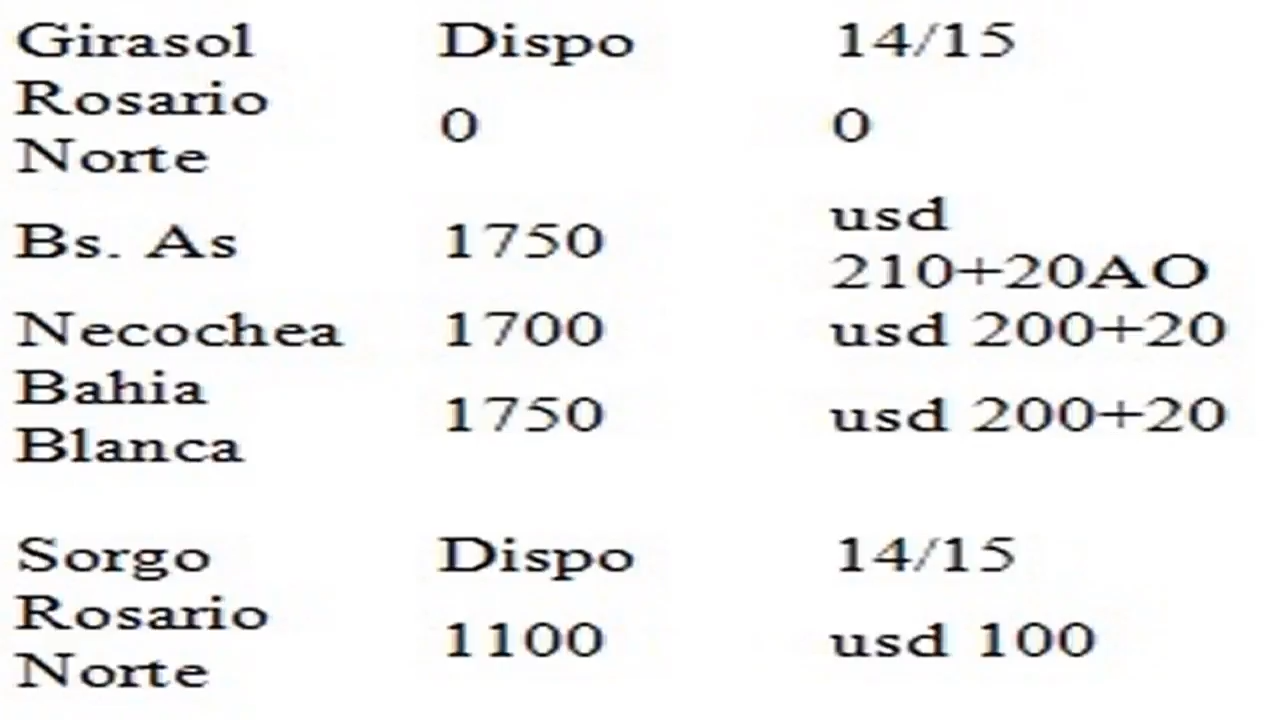 Girasol Dispo 14/15
Rosario
Norte 0 0
Bs. As 1750 usd
210+20AO
Necochea 1700 usd 200+20
Bahia
Blanca 1750 usd 200+20
Sorgo Dispo 14/15
Rosario
Norte 1100 usd 100